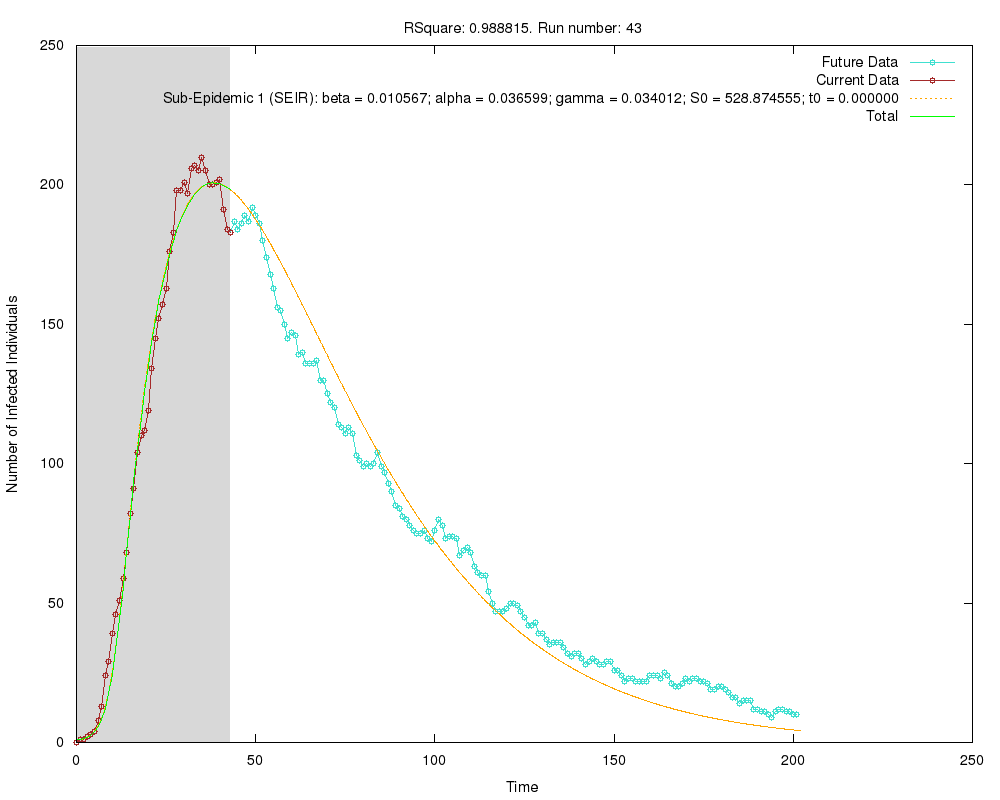 RSquare: 0.988815. Run number: 43
Future Data
Current Data
Sub-Epidemic 1 (SEIR): beta = 0.010567; alpha = 0.036599; gamma = 0.034012; S0 = 528.874555; t0 = 0.000000
Total
250
200
150
100
50
0
Number of Infected Individuals
0 50 100 150 200 250
Time